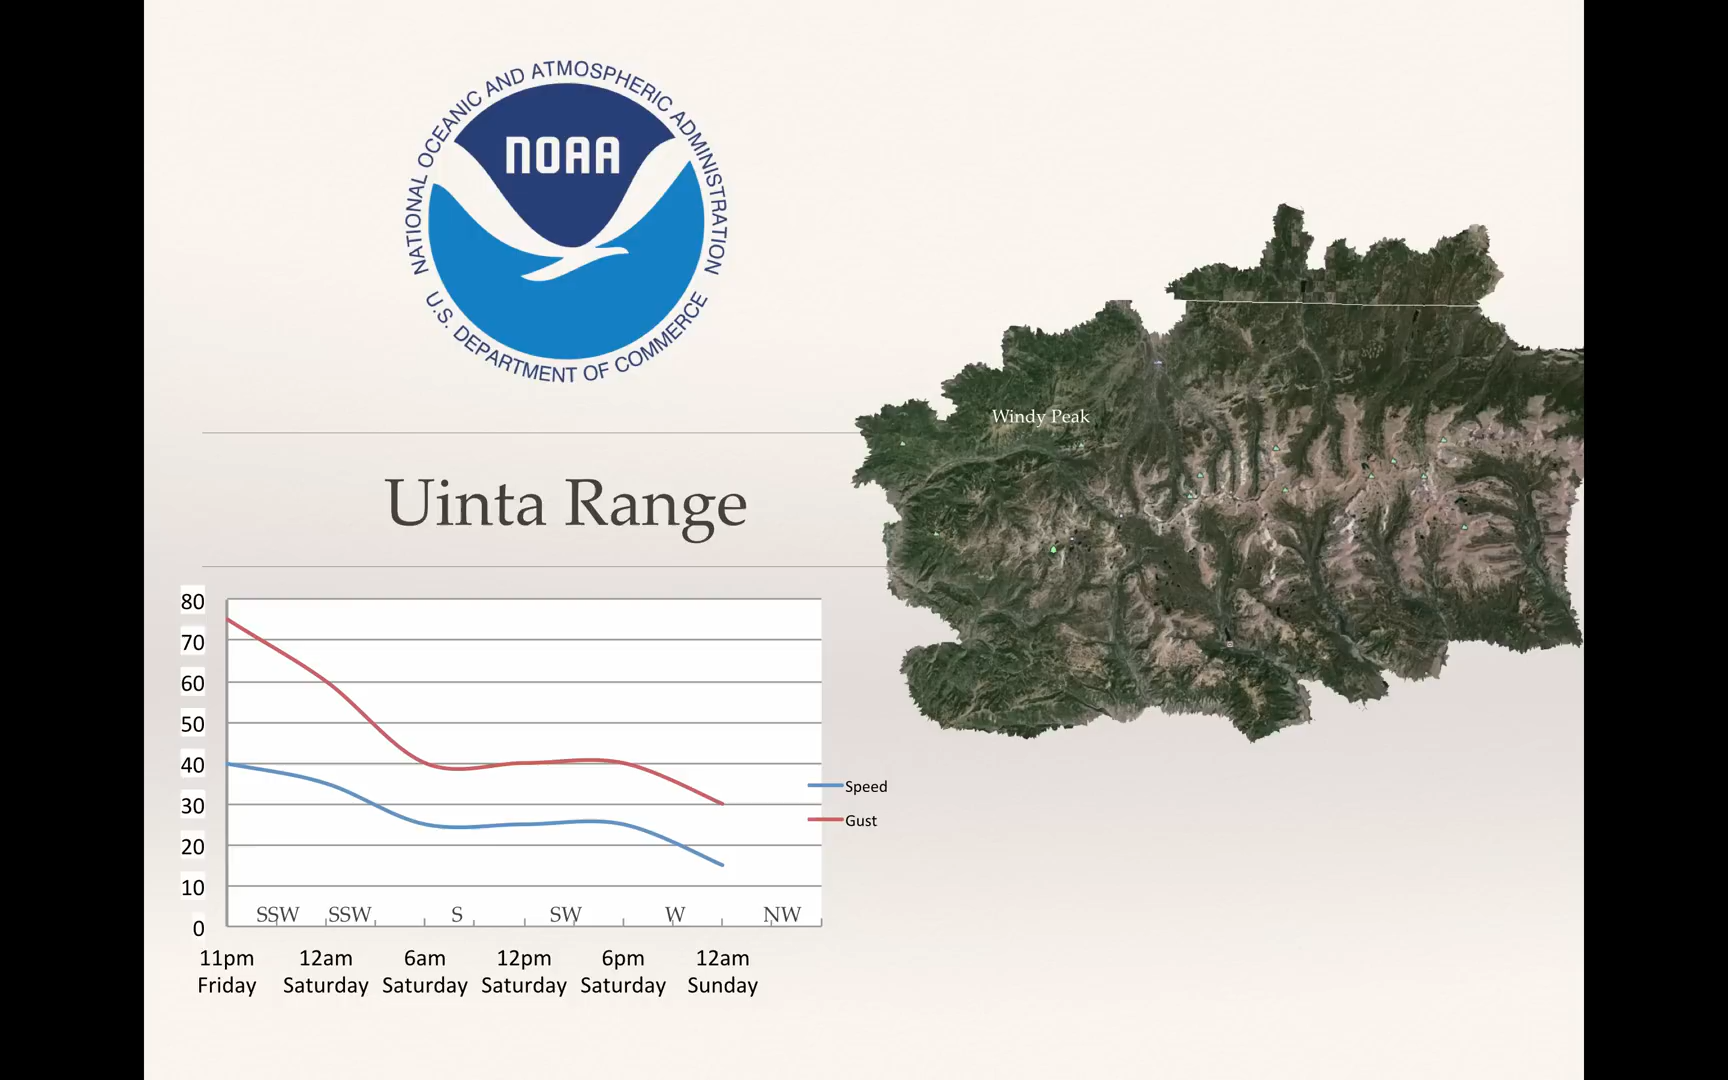 NATIONAL OCEANIC AND ATMOSPHERIC ADMINISTRATION
NOAA
U.S. DEPARTMENT OF COMMERCE
Windy Peak
Uinta Range
80
70
60
50
40
30
20
10
0
Speed
Gust
SSW SSW S SW W NW
11pm 12am 6am 12pm 6pm 12am
Friday Saturday Saturday Saturday Saturday Sunday